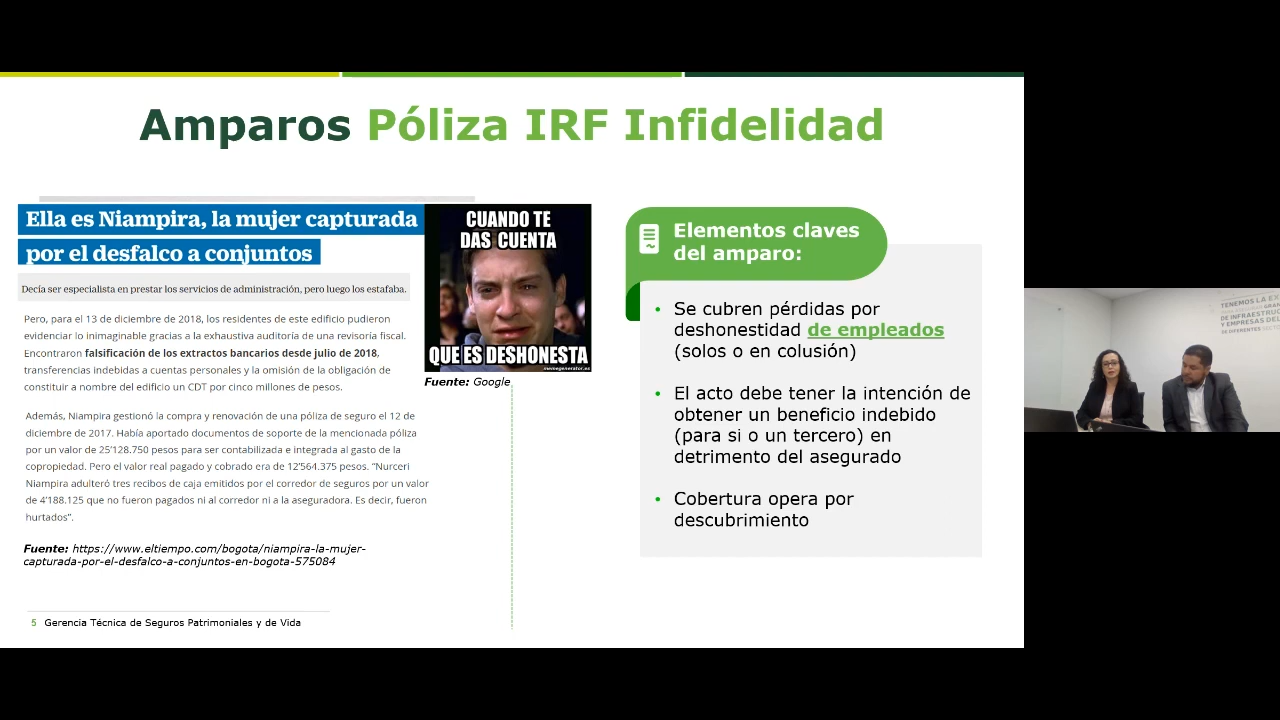 Amparos Póliza IRF Infidelidad
Ella es Niampira, la mujer capturada
por el desfalco a conjuntos
Decía ser especialista en prestar los servicios de administración, pero luego los estafaba.
Pero, para el 13 de diciembre de 2018, los residentes de este edificio pudieron
evidenciar lo inimaginable gracias a la exhaustiva auditoría de una revisoría fiscal.
Encontraron falsificación de los extractos bancarios desde julio de 2018,
transferencias indebidas a cuentas personales y la omisión de la obligación de
constituir a nombre del edificio un CDT por cinco millones de pesos.
Además, Niampira gestionó la compra y renovación de una póliza de seguro el 12 de
diciembre de 2017. Había aportado documentos de soporte de la mencionada póliza
por un valor de 25'128.750 pesos para ser contabilizada e integrada al gasto de la
copropiedad. Pero el valor real pagado y cobrado era de 12'564.375 pesos. "Nurceri
Niampira adulteró tres recibos de caja emitidos por el corredor de seguros por un valor
de 4'188.125 que no fueron pagados ni al corredor ni a la aseguradora. Es decir, fueron
hurtados".
Fuente: https://www.eltiempo.com/bogota/niampira-la-mujer-
capturada-por-el-desfalco-a-conjuntos-en-bogota-575084
CUANDO TE
DAS CUENTA
QUE ES DESHONESTA
memegenerator.es
Fuente: Google
Elementos claves
del amparo:
• Se cubren pérdidas por
deshonestidad de empleados
(solos o en colusión)
• El acto debe tener la intención de
obtener un beneficio indebido
(para si o un tercero) en
detrimento del asegurado
• Cobertura opera por
descubrimiento
5 Gerencia Técnica de Seguros Patrimoniales y de Vida
TENEMOS LA EX
DE INFRAESTRUC
Y EMPRESAS DEL
DE DIFERENTES